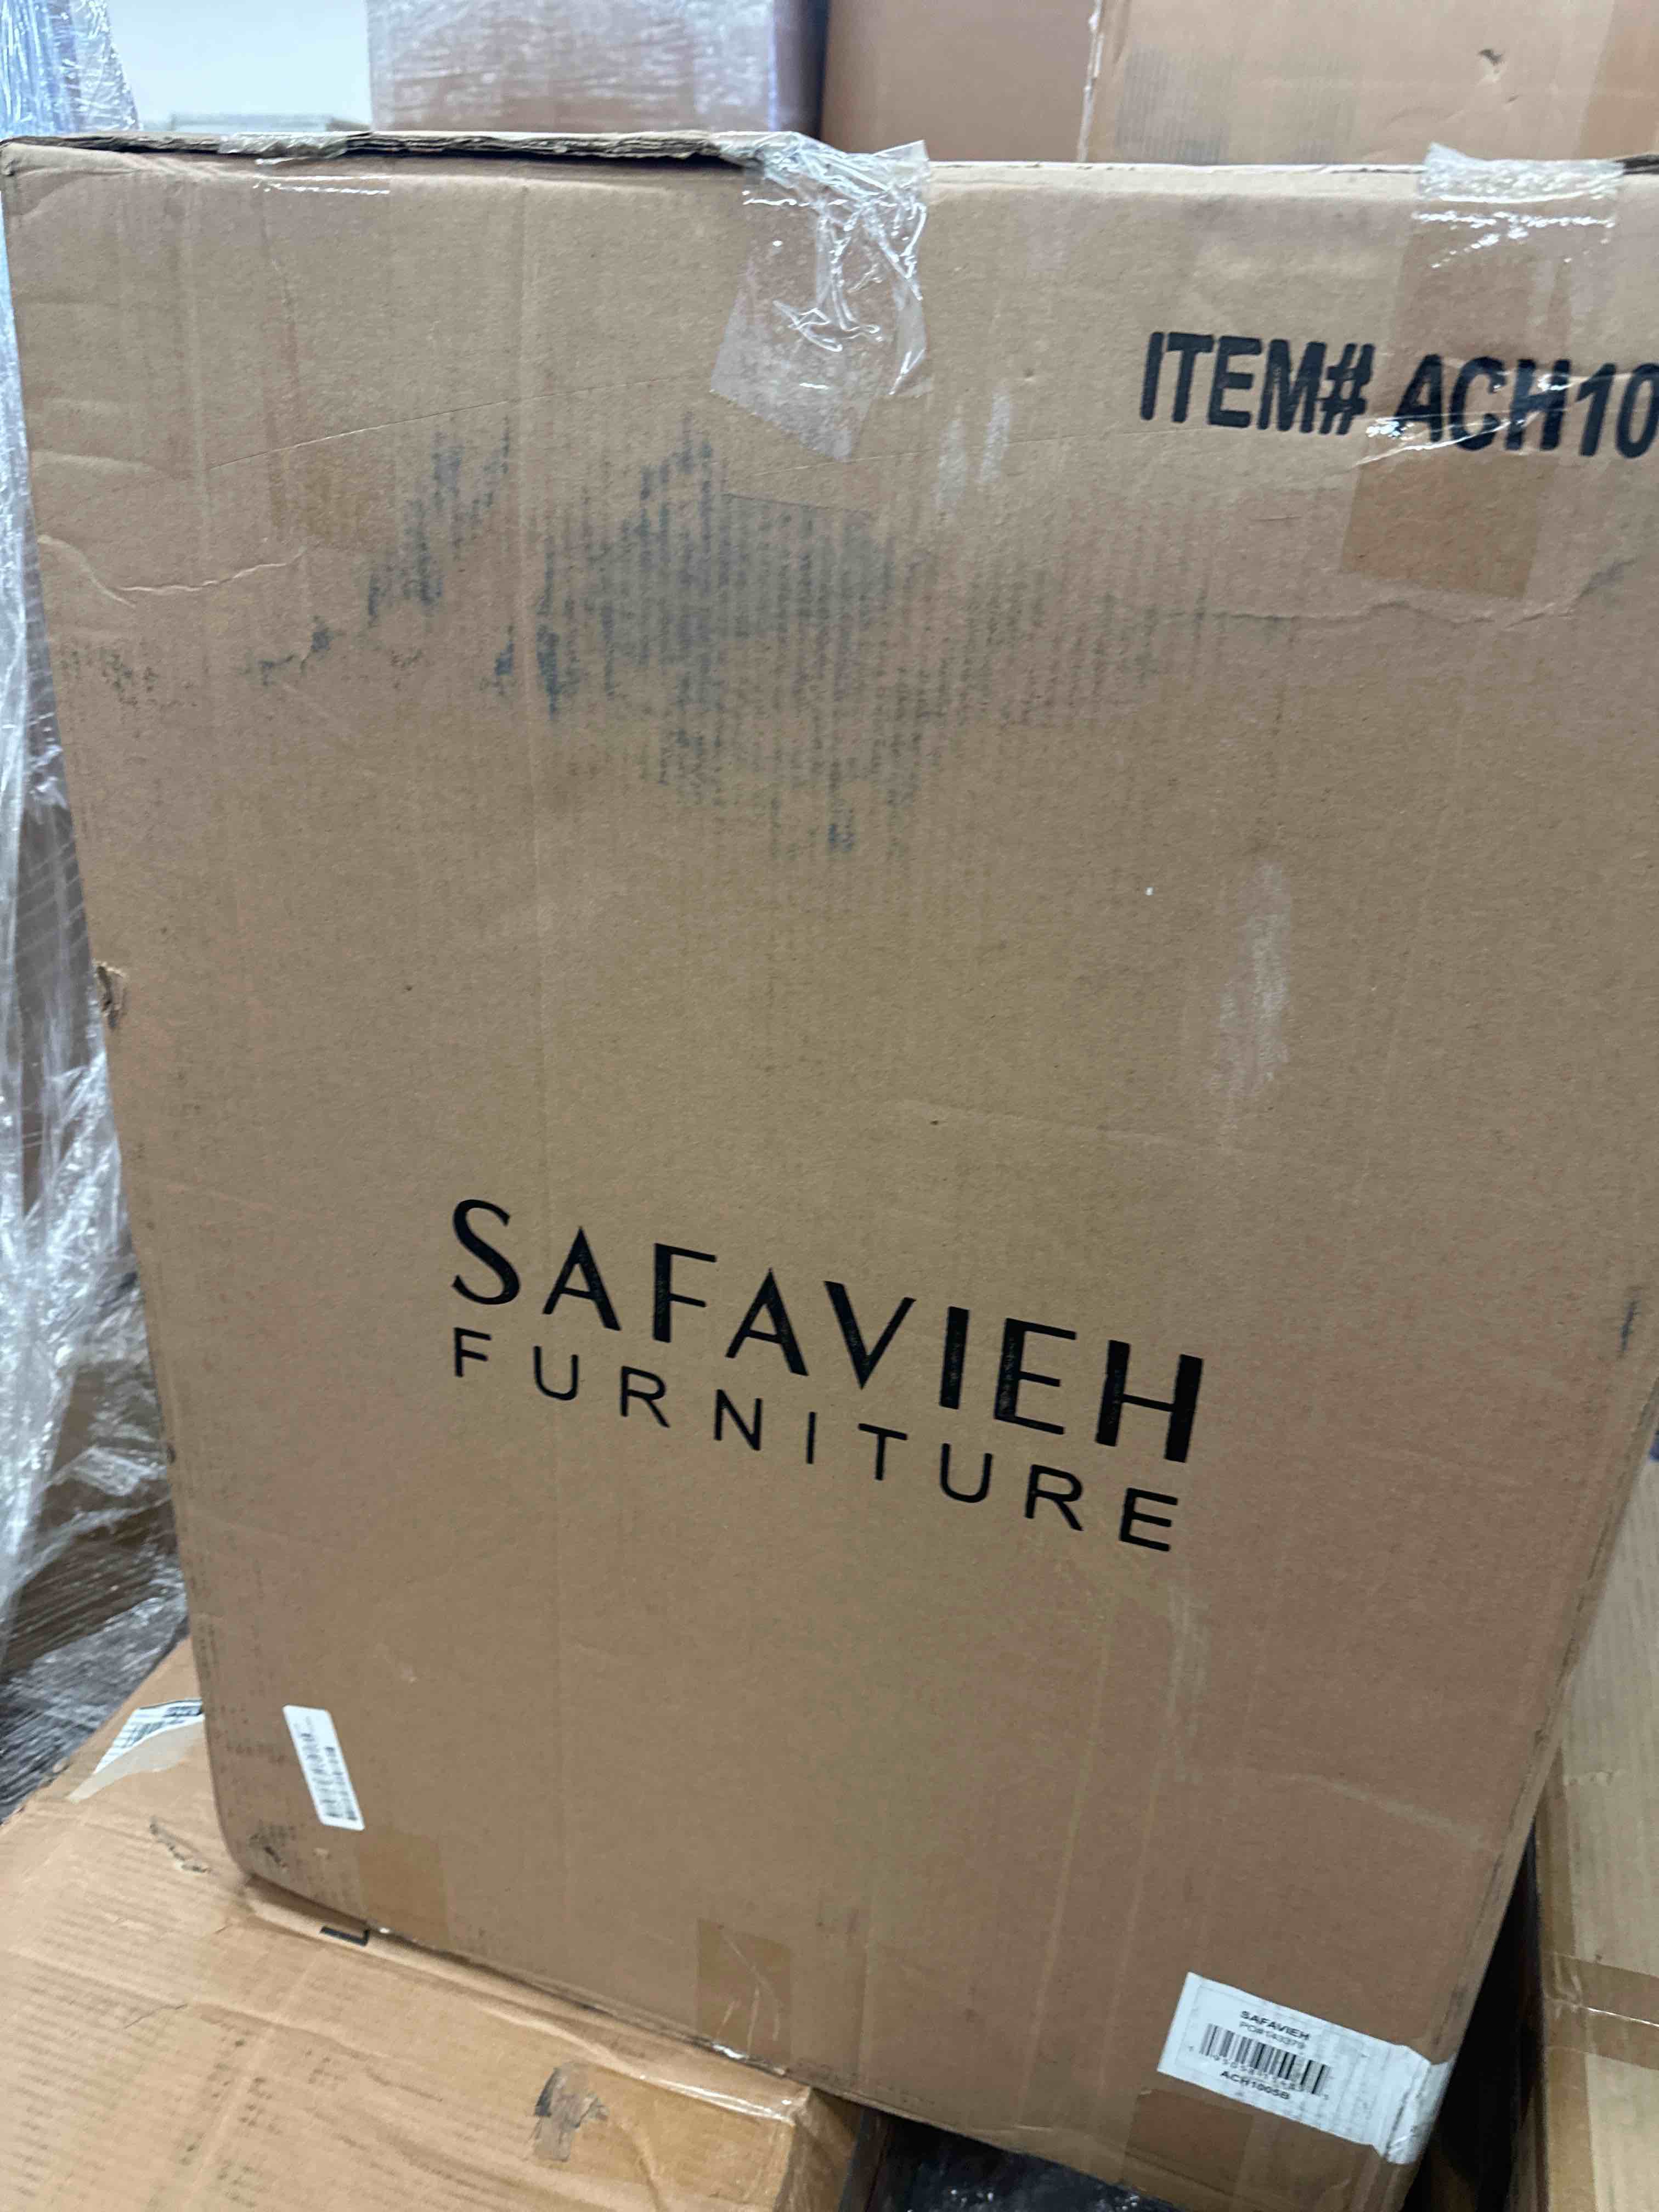 ITEM# ACH10
SAFAVIEH
FURNITURE
SAFAVIEH
ACH1005B